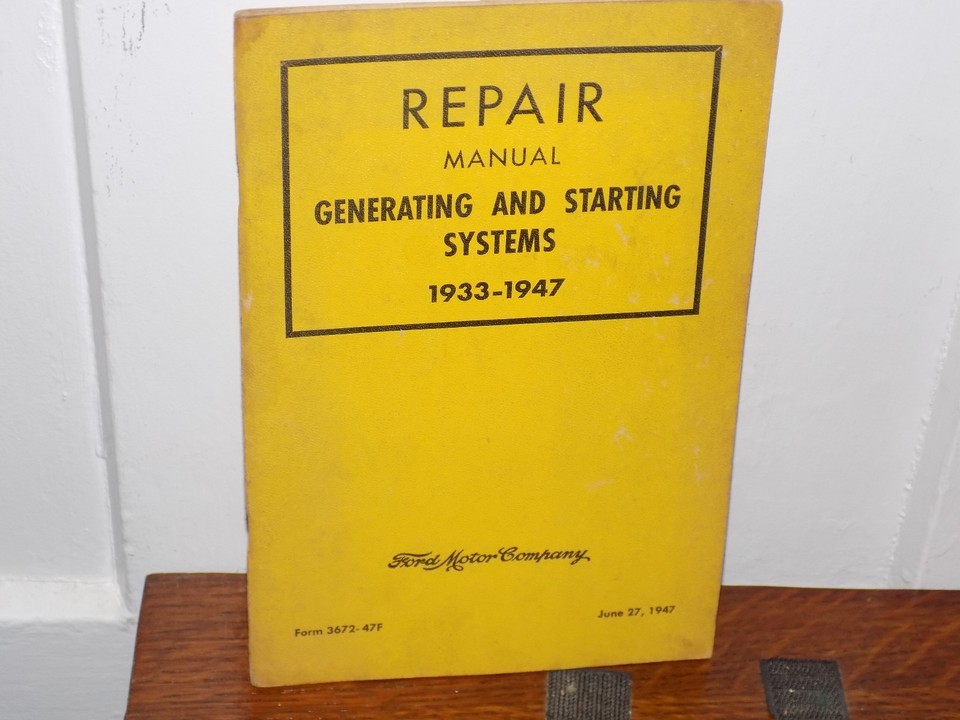 REPAIR
MANUAL
GENERATING AND STARTING
SYSTEMS
1933-1947
Ford Motor Company
Form 3672-47F
June 27, 1947